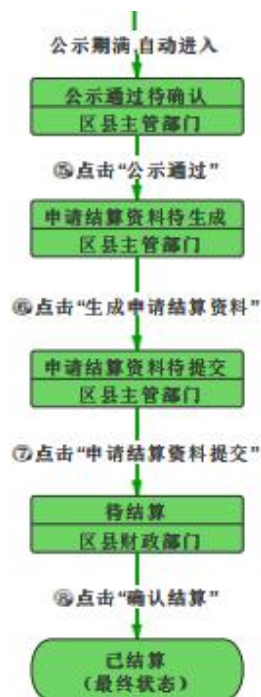 公示期满 自动进入
公示通过待确认
区县主管部门
⑤点击“公示通过”
申请结算资料待生成
区县主管部门
⑥点击“生成申请结算资料”
申请结算资料待提交
区县主管部门
⑦点击“申请结算资料提交”
待结算
区县财政部门
⑧点击“确认结算”
已结算
（最终状态）